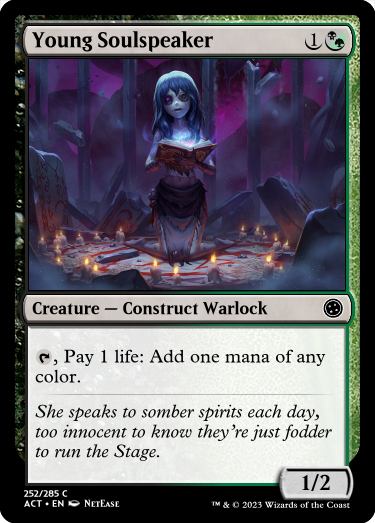 Young Soulspeaker 1
Creature — Construct Warlock
, Pay 1 life: Add one mana of any
color.
She speaks to somber spirits each day,
too innocent to know they’re just fodder
to run the Stage.
1/2
252/285 C
ACT • EN NetEase
™ & © 2023 Wizards of the Coast